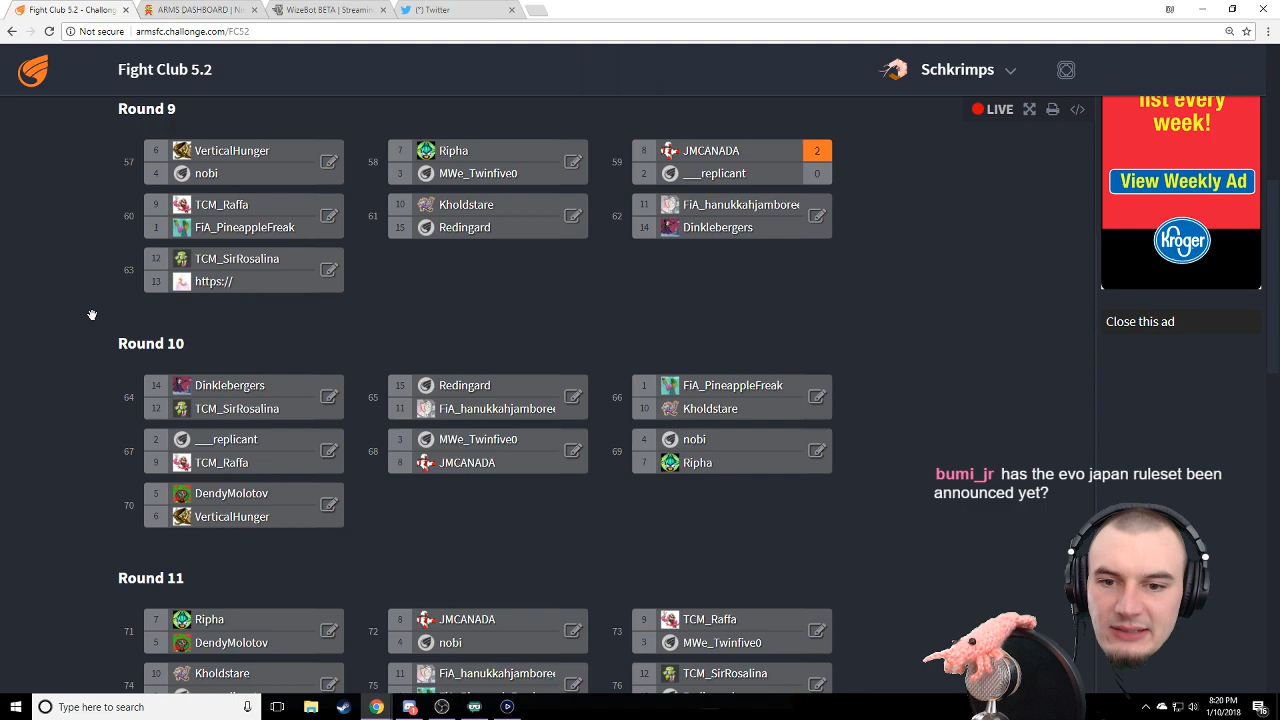 Fight Club 5.2 - Challong
ARMS DASHBOARD | Ni
WizeBot BETA | Streamin
(*) Twitter
Not secure
armsfc.challonge.com/FC52
Fight Club 5.2
Schkrimps
Round 9
LIVE
57
6 VerticalHunger
4 nobi
58
7 Ripha
3 MWe_Twinfive0
59
8 JMCANADA 2
2 ___replicant 0
60
9 TCM_Raffa
1 FiA_PineappleFreak
61
10 Kholdstare
15 Redingard
62
11 FiA_hanukkahjamboree
14 Dinklebergers
63
12 TCM_SirRosalina
13 https://
Round 10
64
14 Dinklebergers
12 TCM_SirRosalina
65
15 Redingard
11 FiA_hanukkahjamboree
66
1 FiA_PineappleFreak
10 Kholdstare
67
2 ___replicant
9 TCM_Raffa
68
3 MWe_Twinfive0
8 JMCANADA
69
4 nobi
7 Ripha
70
5 DendyMolotov
6 VerticalHunger
Round 11
71
7 Ripha
5 DendyMolotov
72
8 JMCANADA
4 nobi
73
9 TCM_Raffa
3 MWe_Twinfive0
74
10 Kholdstare
75
11 FiA_hanukkahjamboree
76
12 TCM_SirRosalina
list every
week!
View Weekly Ad
Kroger
Close this ad
bumi_jr has the evo japan ruleset been
announced yet?
Type here to search
8:20 PM
1/10/2018